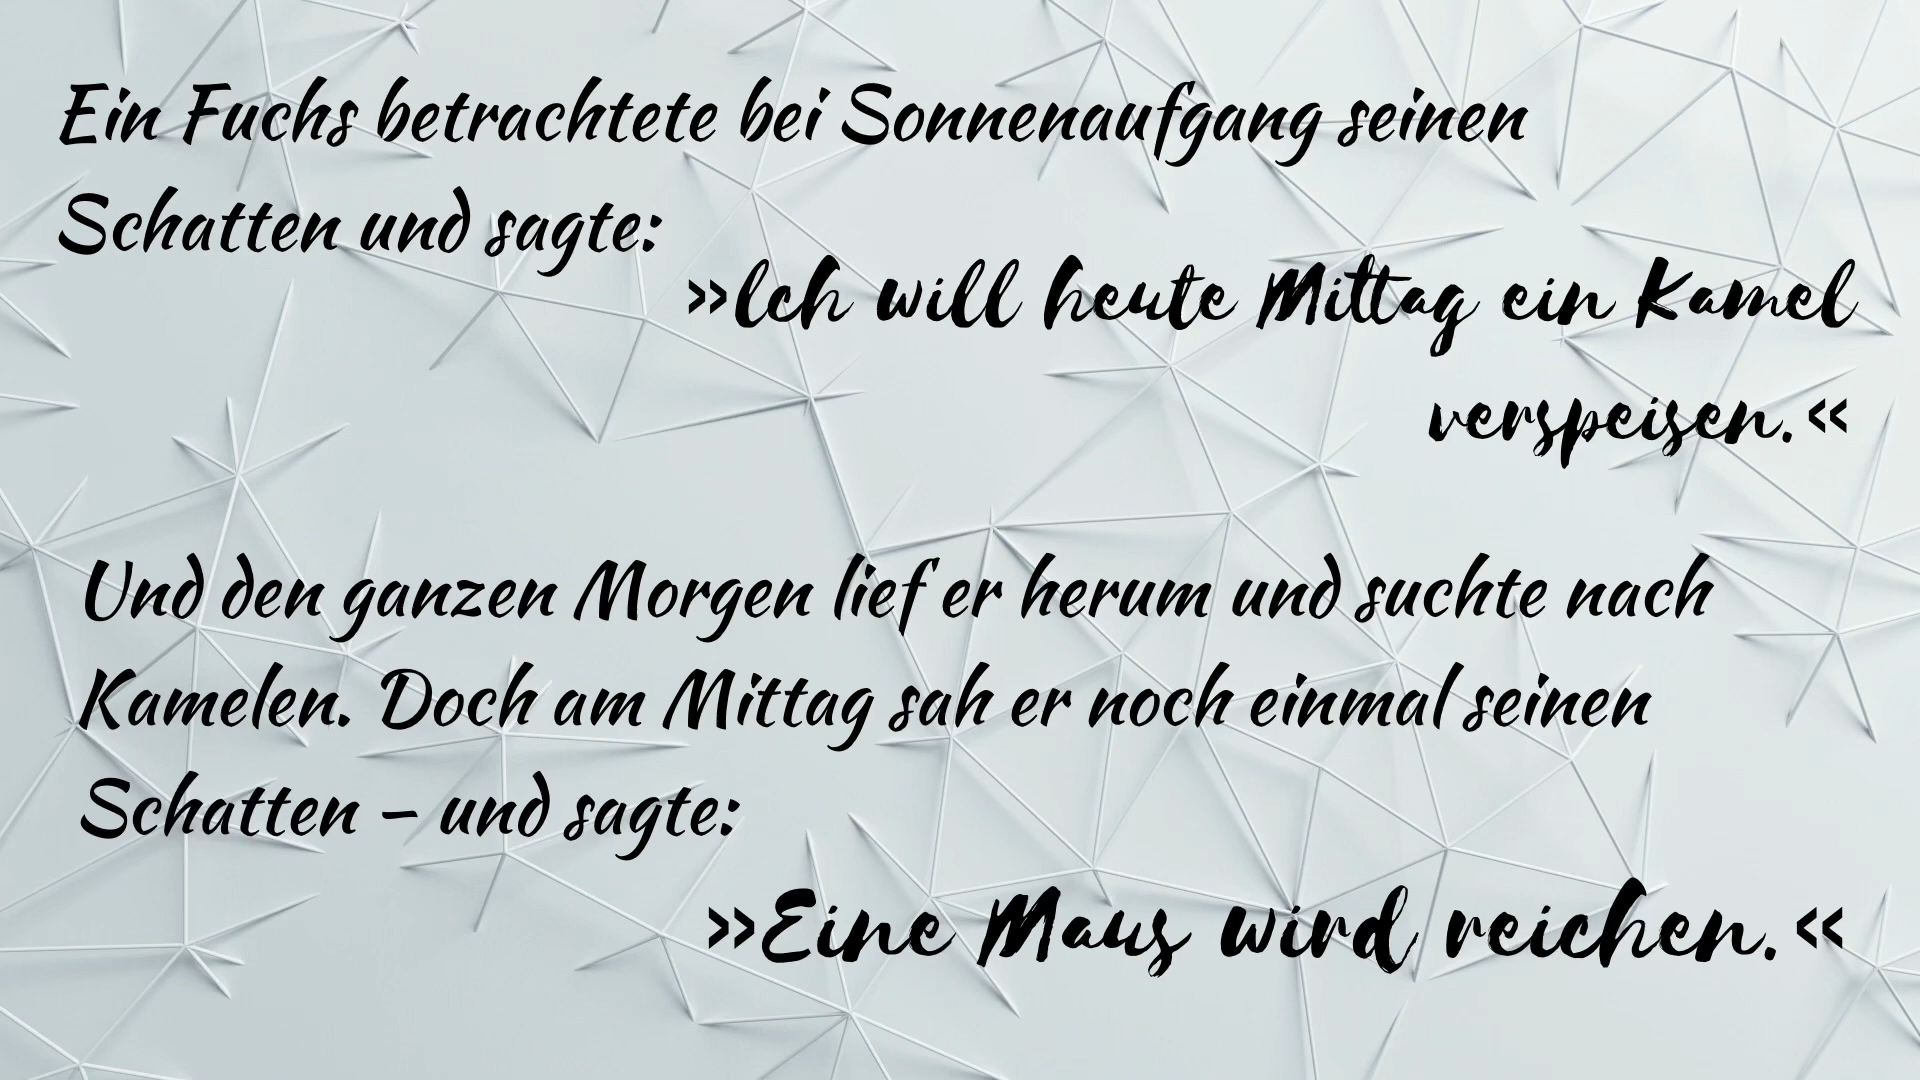 Ein Fuchs betrachtete bei Sonnenaufgang seinen
Schatten und sagte:
»Ich will heute Mittag ein Kamel
verspeisen.«
Und den ganzen Morgen lief er herum und suchte nach
Kamelen. Doch am Mittag sah er noch einmal seinen
Schatten – und sagte:
»Eine Maus wird reichen.«